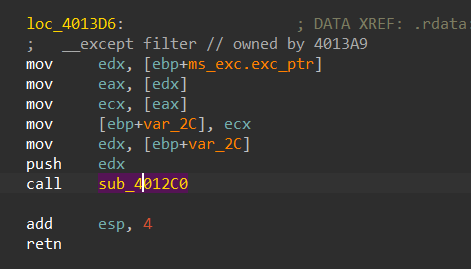 loc_4013D6: ; DATA XREF: .rdata:
; __except filter // owned by 4013A9
mov edx, [ebp+ms_exc.exc_ptr]
mov eax, [edx]
mov ecx, [eax]
mov [ebp+var_2C], ecx
mov edx, [ebp+var_2C]
push edx
call sub_4012C0
add esp, 4
retn